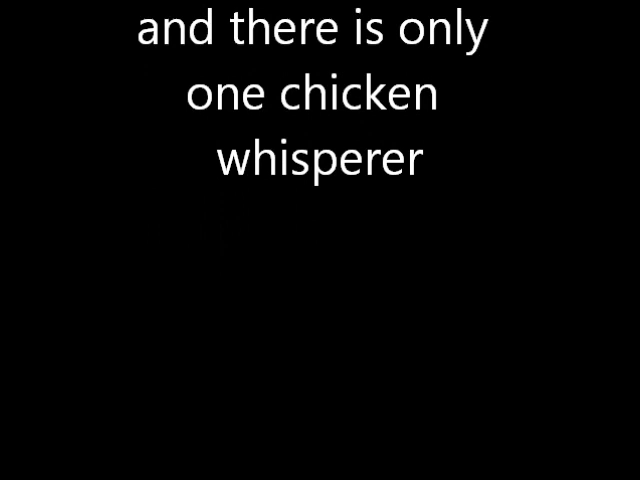 and there is only
one chicken
whisperer